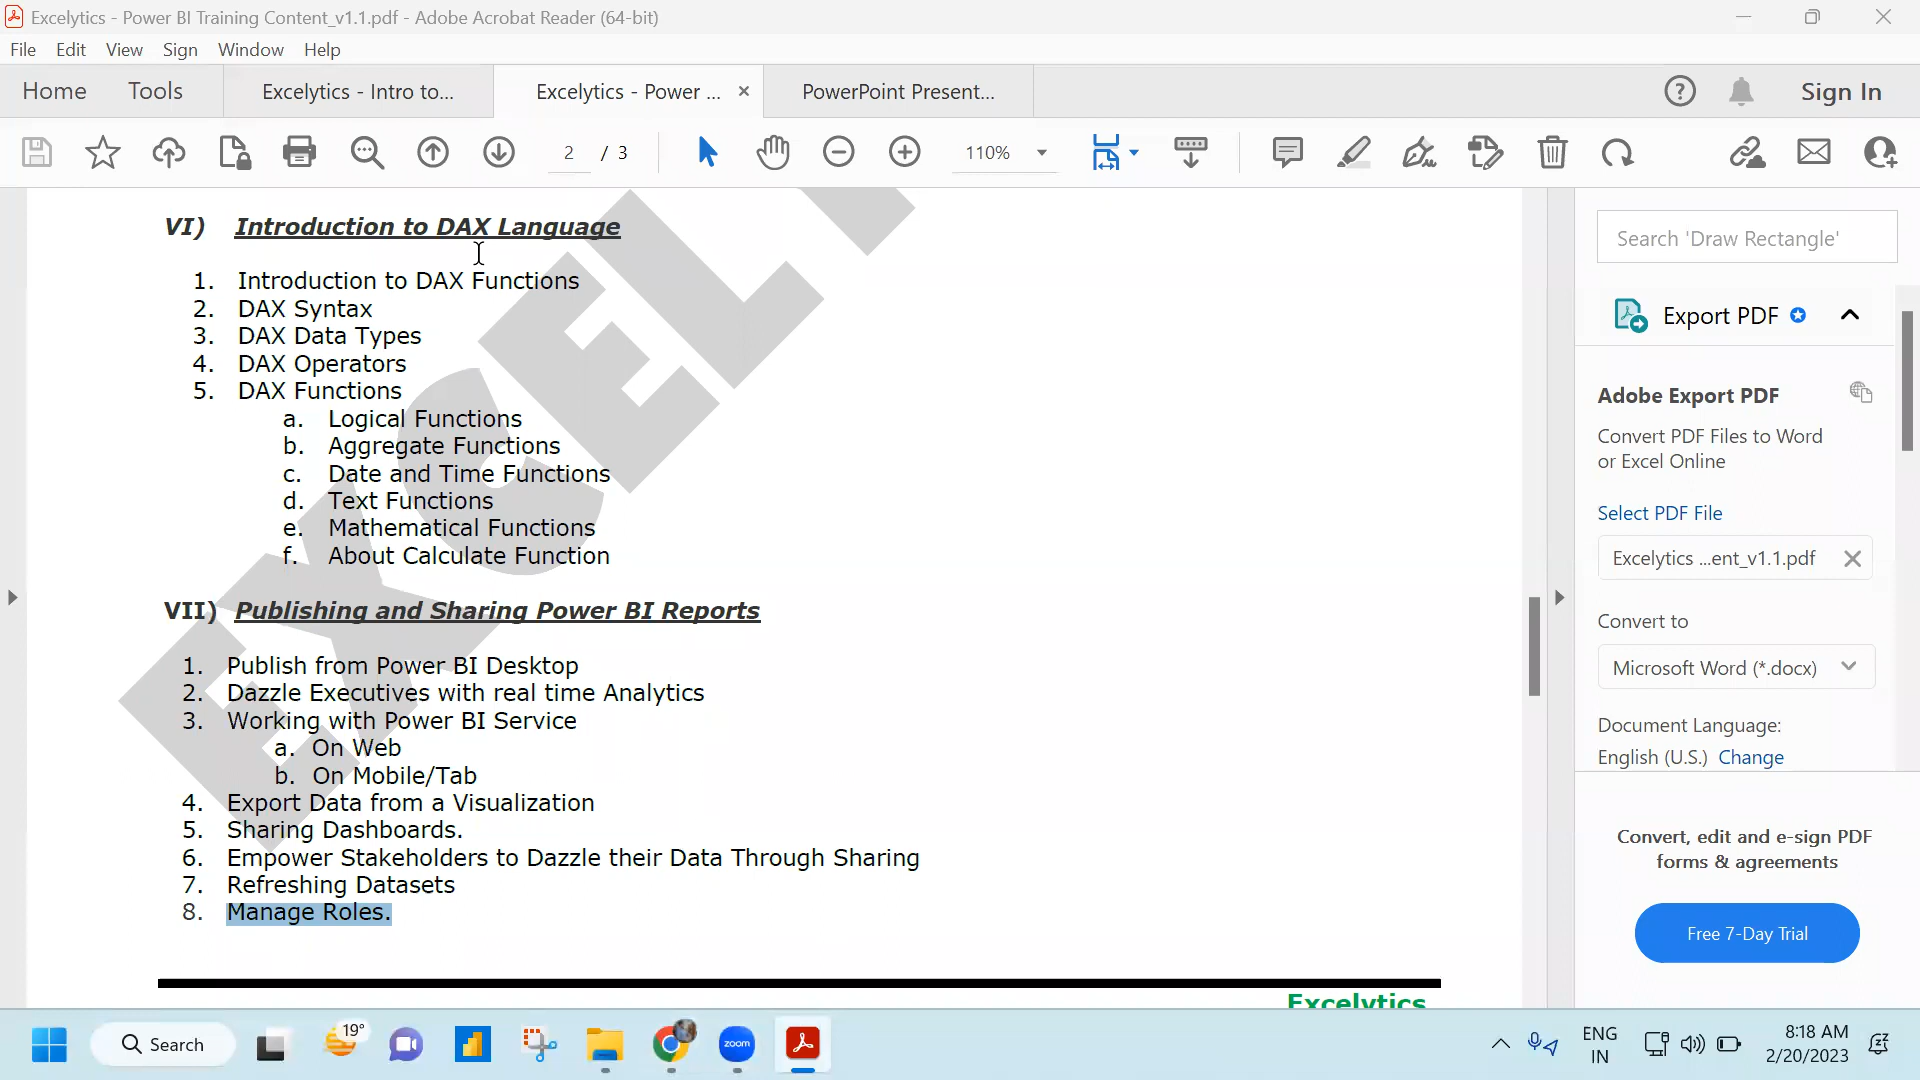 Excelytics - Power BI Training Content_v1.1.pdf - Adobe Acrobat Reader (64-bit)
File Edit View Sign Window Help
Home Tools Excelytics - Intro to... Excelytics - Power ... PowerPoint Present... Sign In
2 / 3 110%
VI) Introduction to DAX Language
1. Introduction to DAX Functions
2. DAX Syntax
3. DAX Data Types
4. DAX Operators
5. DAX Functions
a. Logical Functions
b. Aggregate Functions
c. Date and Time Functions
d. Text Functions
e. Mathematical Functions
f. About Calculate Function
VII) Publishing and Sharing Power BI Reports
1. Publish from Power BI Desktop
2. Dazzle Executives with real time Analytics
3. Working with Power BI Service
a. On Web
b. On Mobile/Tab
4. Export Data from a Visualization
5. Sharing Dashboards.
6. Empower Stakeholders to Dazzle their Data Through Sharing
7. Refreshing Datasets
8. Manage Roles.
Excelytics
EXCELY
Search 'Draw Rectangle'
Export PDF
Adobe Export PDF
Convert PDF Files to Word
or Excel Online
Select PDF File
Excelytics ...ent_v1.1.pdf
Convert to
Microsoft Word (*.docx)
Document Language:
English (U.S.) Change
Convert, edit and e-sign PDF
forms & agreements
Free 7-Day Trial
Search 19° zoom
ENG
IN
8:18 AM
2/20/2023